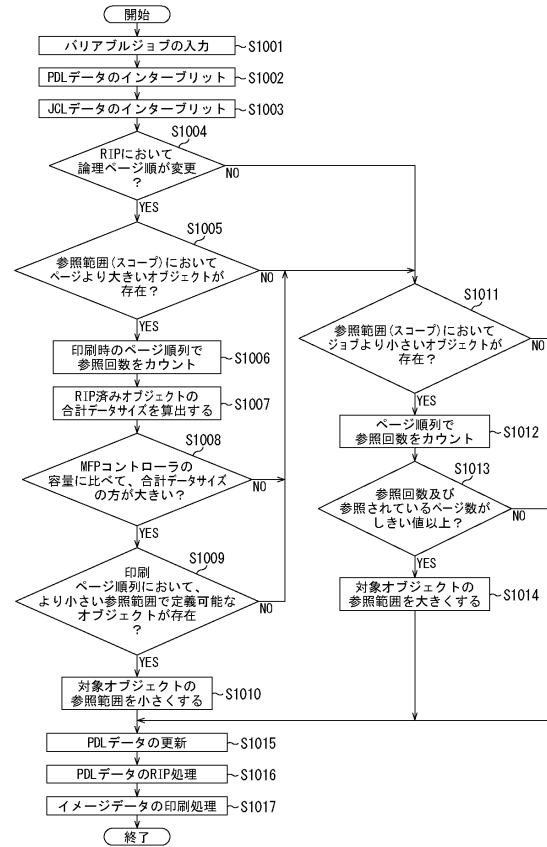 開始
バリアブルジョブの入力
S1001
PDLデータのインタープリット
S1002
JCLデータのインタープリット
S1003
S1004
RIPにおいて
論理ページ順が変更
？
NO
YES
S1005
参照範囲(スコープ)において
ページより大きいオブジェクトが
存在？
NO
YES
印刷時のページ順列で
参照回数をカウント
S1006
RIP済みオブジェクトの
合計データサイズを算出する
S1007
S1008
MFPコントローラの
容量に比べて、合計データサイズ
の方が大きい？
NO
YES
S1009
印刷
ページ順列において、
より小さい参照範囲で定義可能な
オブジェクトが存在
？
NO
YES
対象オブジェクトの
参照範囲を小さくする
S1010
S1011
参照範囲(スコープ)において
ジョブより小さいオブジェクトが
存在？
NO
YES
ページ順列で
参照回数をカウント
S1012
S1013
参照回数及び
参照されているページ数が
しきい値以上？
NO
YES
対象オブジェクトの
参照範囲を大きくする
S1014
PDLデータの更新
S1015
PDLデータのRIP処理
S1016
イメージデータの印刷処理
S1017
終了